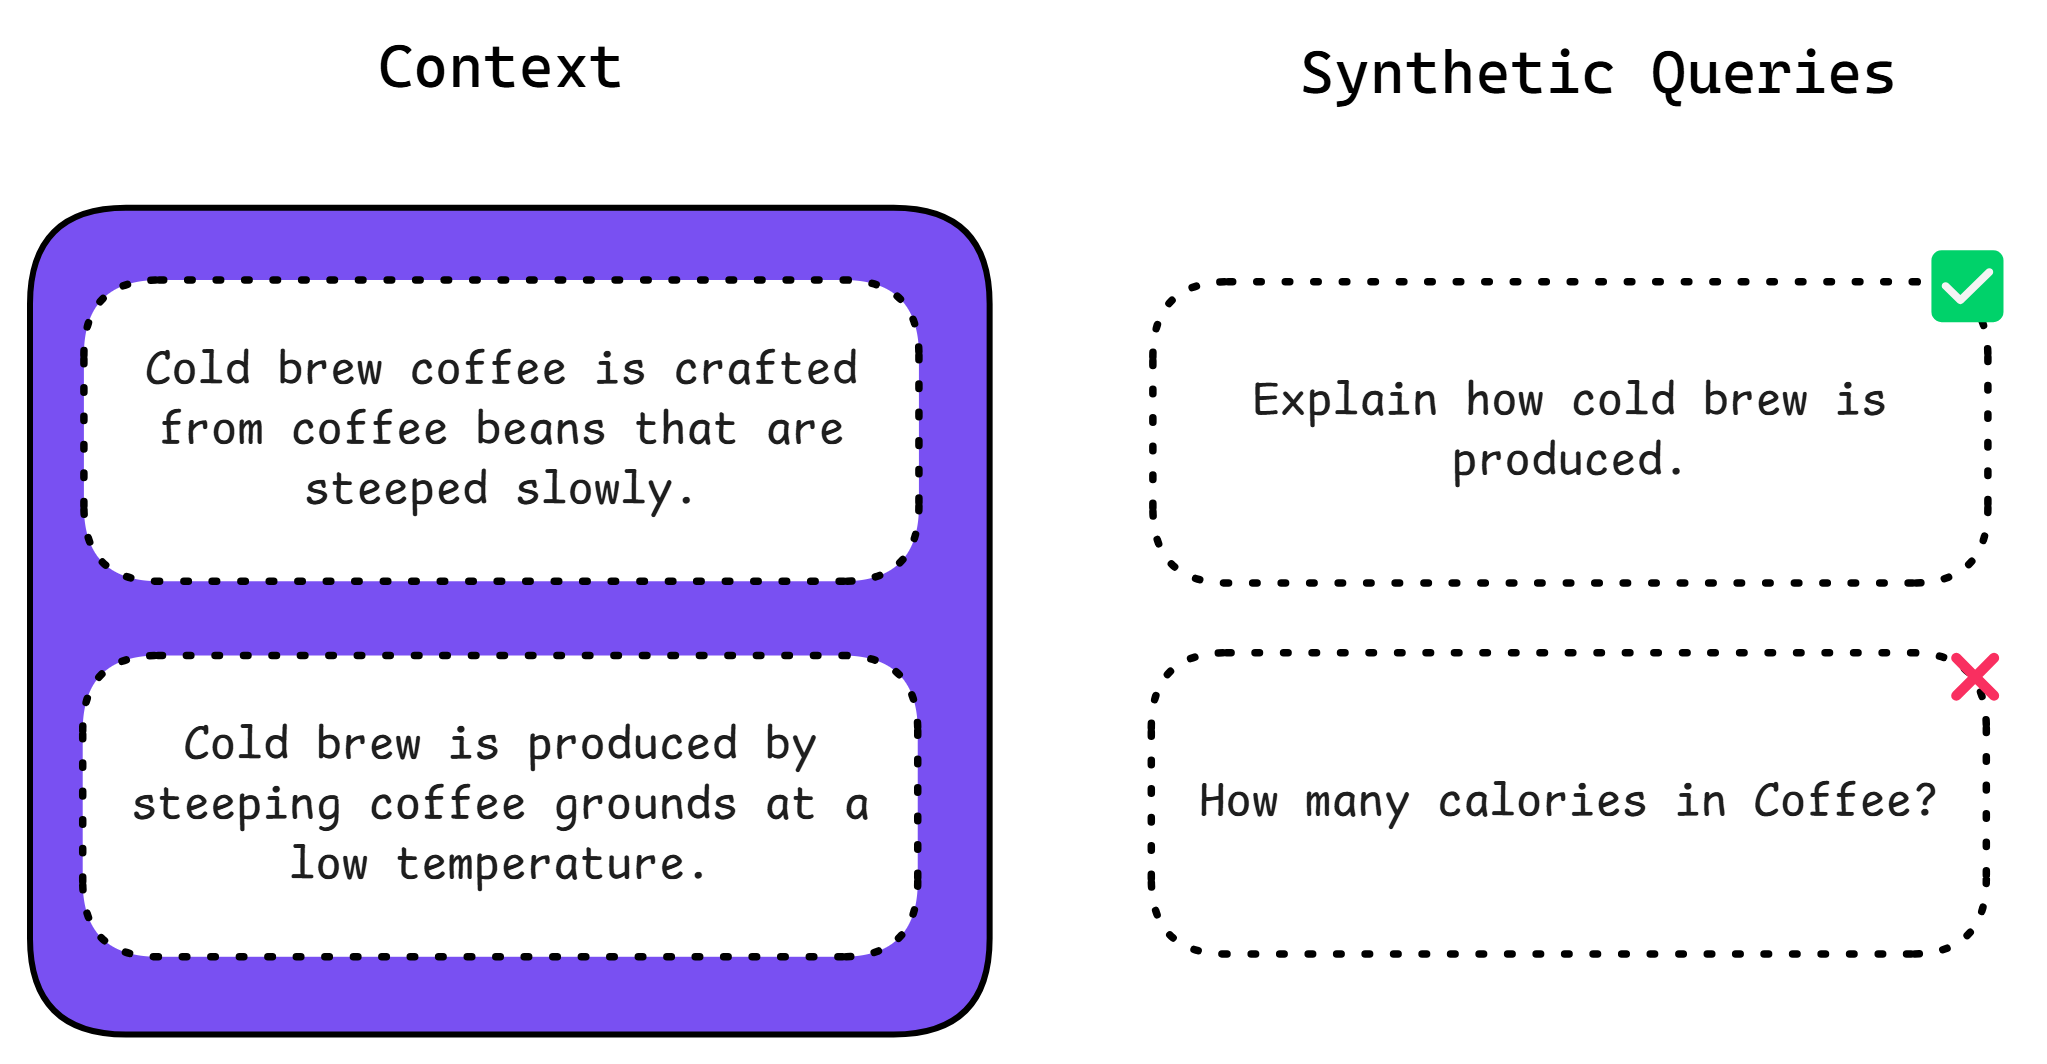 Context
Synthetic Queries
Cold brew coffee is crafted
from coffee beans that are
steeped slowly.
Cold brew is produced by
steeping coffee grounds at a
low temperature.
Explain how cold brew is
produced.
How many calories in Coffee?